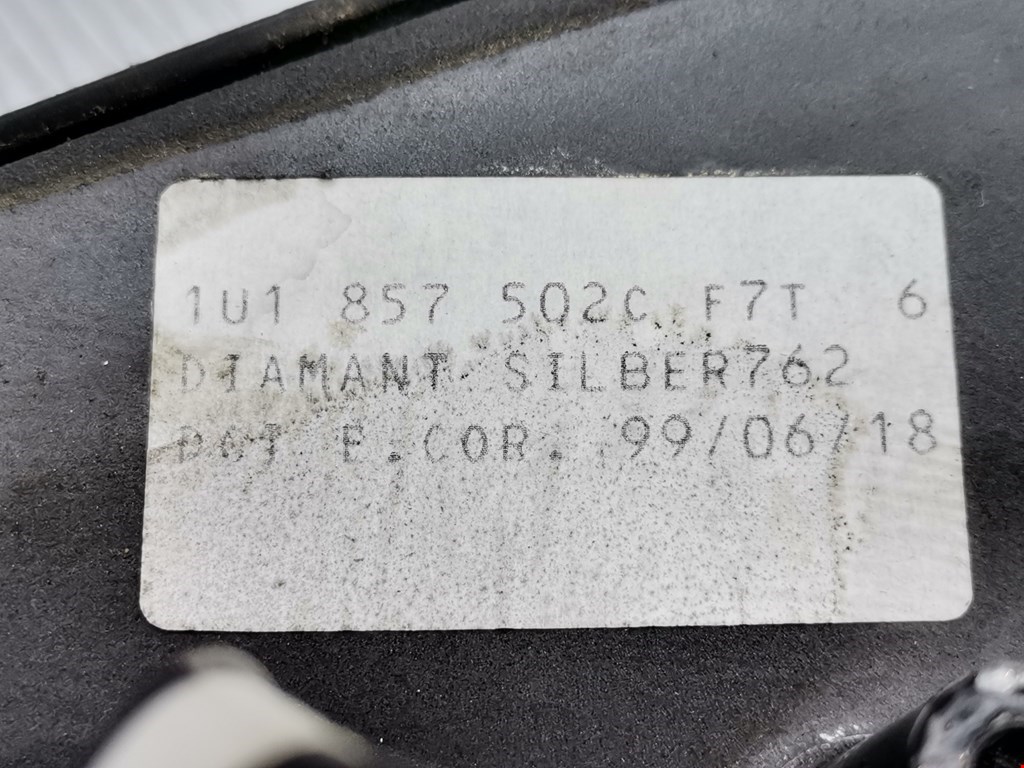 1U1 857 502C F7T 6
DIAMANT SILBER762
E.COR. 99/06/18